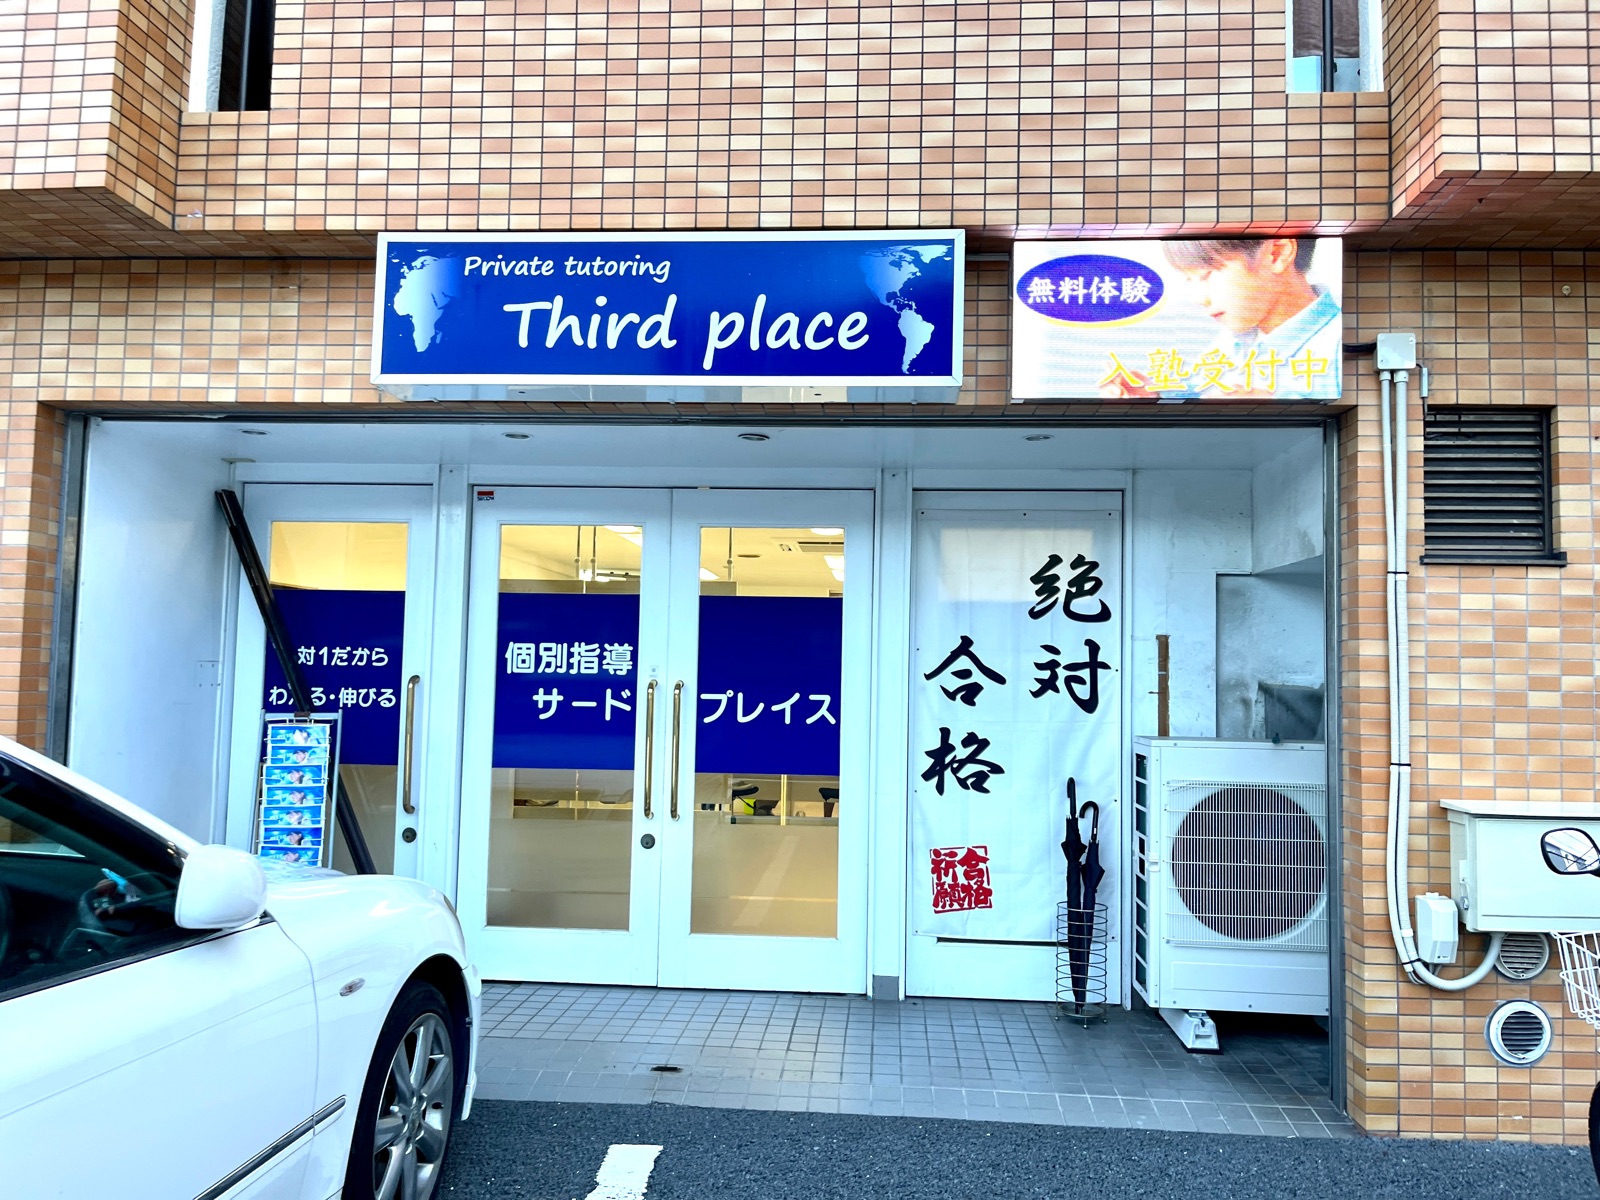 Private tutoring
Third place
無料体験
入塾受付中
対1だから
わかる・伸びる
個別指導
サードプレイス
絶対
合格
合格
祈願